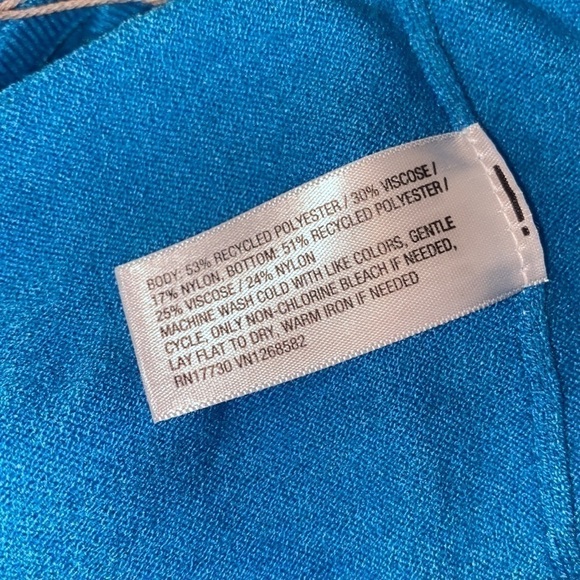 BODY: 53% RECYCLED POLYESTER / 30% VISCOSE /
17% NYLON, BOTTOM: 51% RECYCLED POLYESTER /
25% VISCOSE / 24% NYLON
MACHINE WASH COLD WITH LIKE COLORS, GENTLE
CYCLE, ONLY NON-CHLORINE BLEACH IF NEEDED,
LAY FLAT TO DRY. WARM IRON IF NEEDED
RN17730 VN1268582